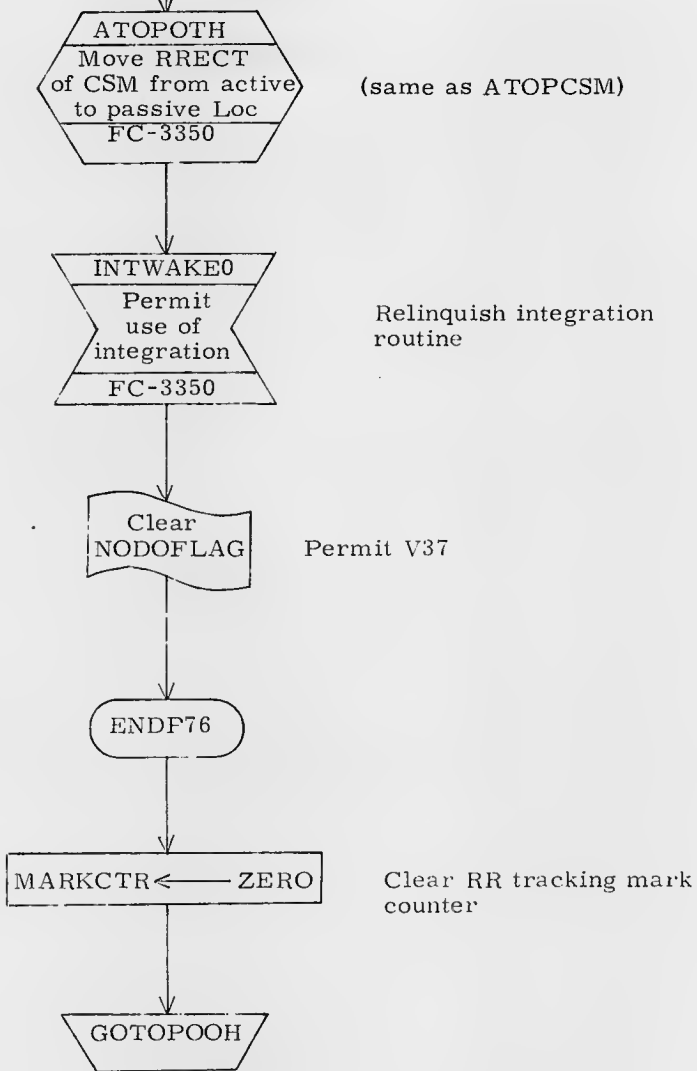 ATOPOTH
Move RRECT
of CSM from active
to passive Loc
FC-3350
(same as ATOPCSM)
INTWAKE0
Permit
use of
integration
FC-3350
Relinquish integration
routine
Clear
NODOFLAG
Permit V37
ENDP76
MARKCTR ← ZERO
Clear RR tracking mark
counter
GOTOPOOH